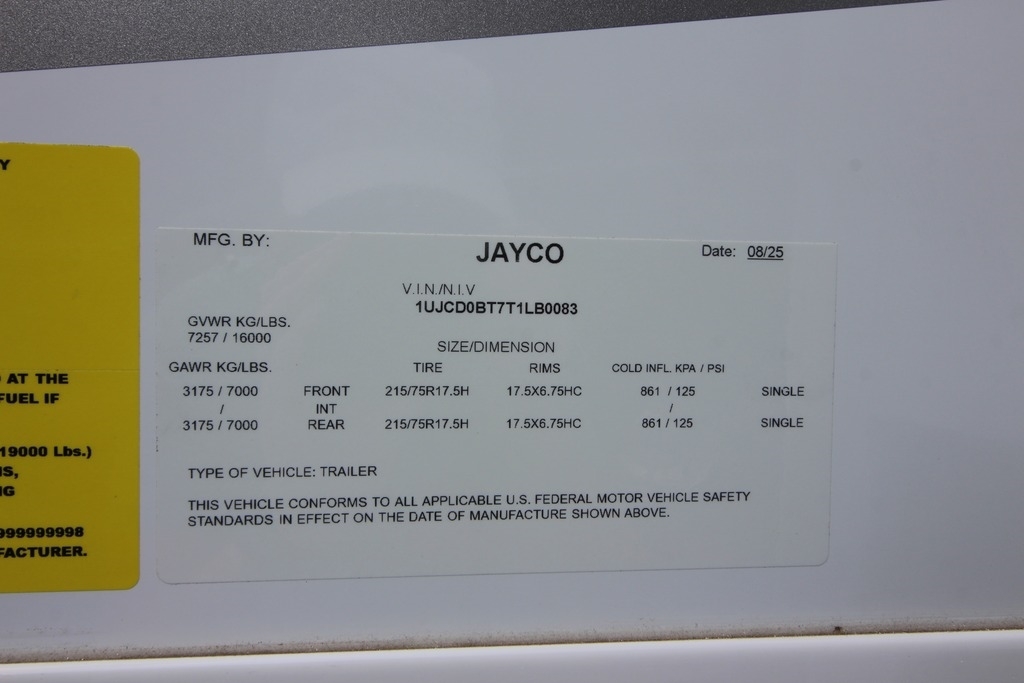 Y
AT THE
FUEL IF
19000 Lbs.)
IS,
NG
999999998
FACTURER.
MFG. BY: JAYCO Date: 08/25
V.I.N./N.I.V
1UJCD0BT7T1LB0083
GVWR KG/LBS.
7257 / 16000
SIZE/DIMENSION
GAWR KG/LBS. TIRE RIMS COLD INFL. KPA / PSI
3175 / 7000 FRONT 215/75R17.5H 17.5X6.75HC 861 / 125 SINGLE
/ INT /
3175 / 7000 REAR 215/75R17.5H 17.5X6.75HC 861 / 125 SINGLE
TYPE OF VEHICLE: TRAILER
THIS VEHICLE CONFORMS TO ALL APPLICABLE U.S. FEDERAL MOTOR VEHICLE SAFETY
STANDARDS IN EFFECT ON THE DATE OF MANUFACTURE SHOWN ABOVE.